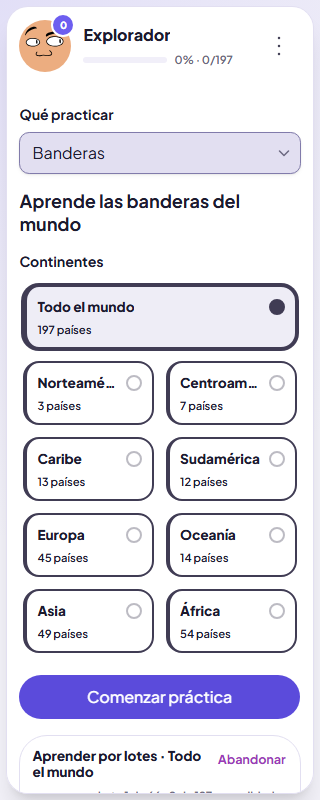 0
Explorador
0% · 0/197
Qué practicar
Banderas
Aprende las banderas del
mundo
Continentes
Todo el mundo
197 países
Norteamé...
3 países
Centroam...
7 países
Caribe
13 países
Sudamérica
12 países
Europa
45 países
Oceanía
14 países
Asia
49 países
África
54 países
Comenzar práctica
Aprender por lotes · Todo
el mundo
Abandonar